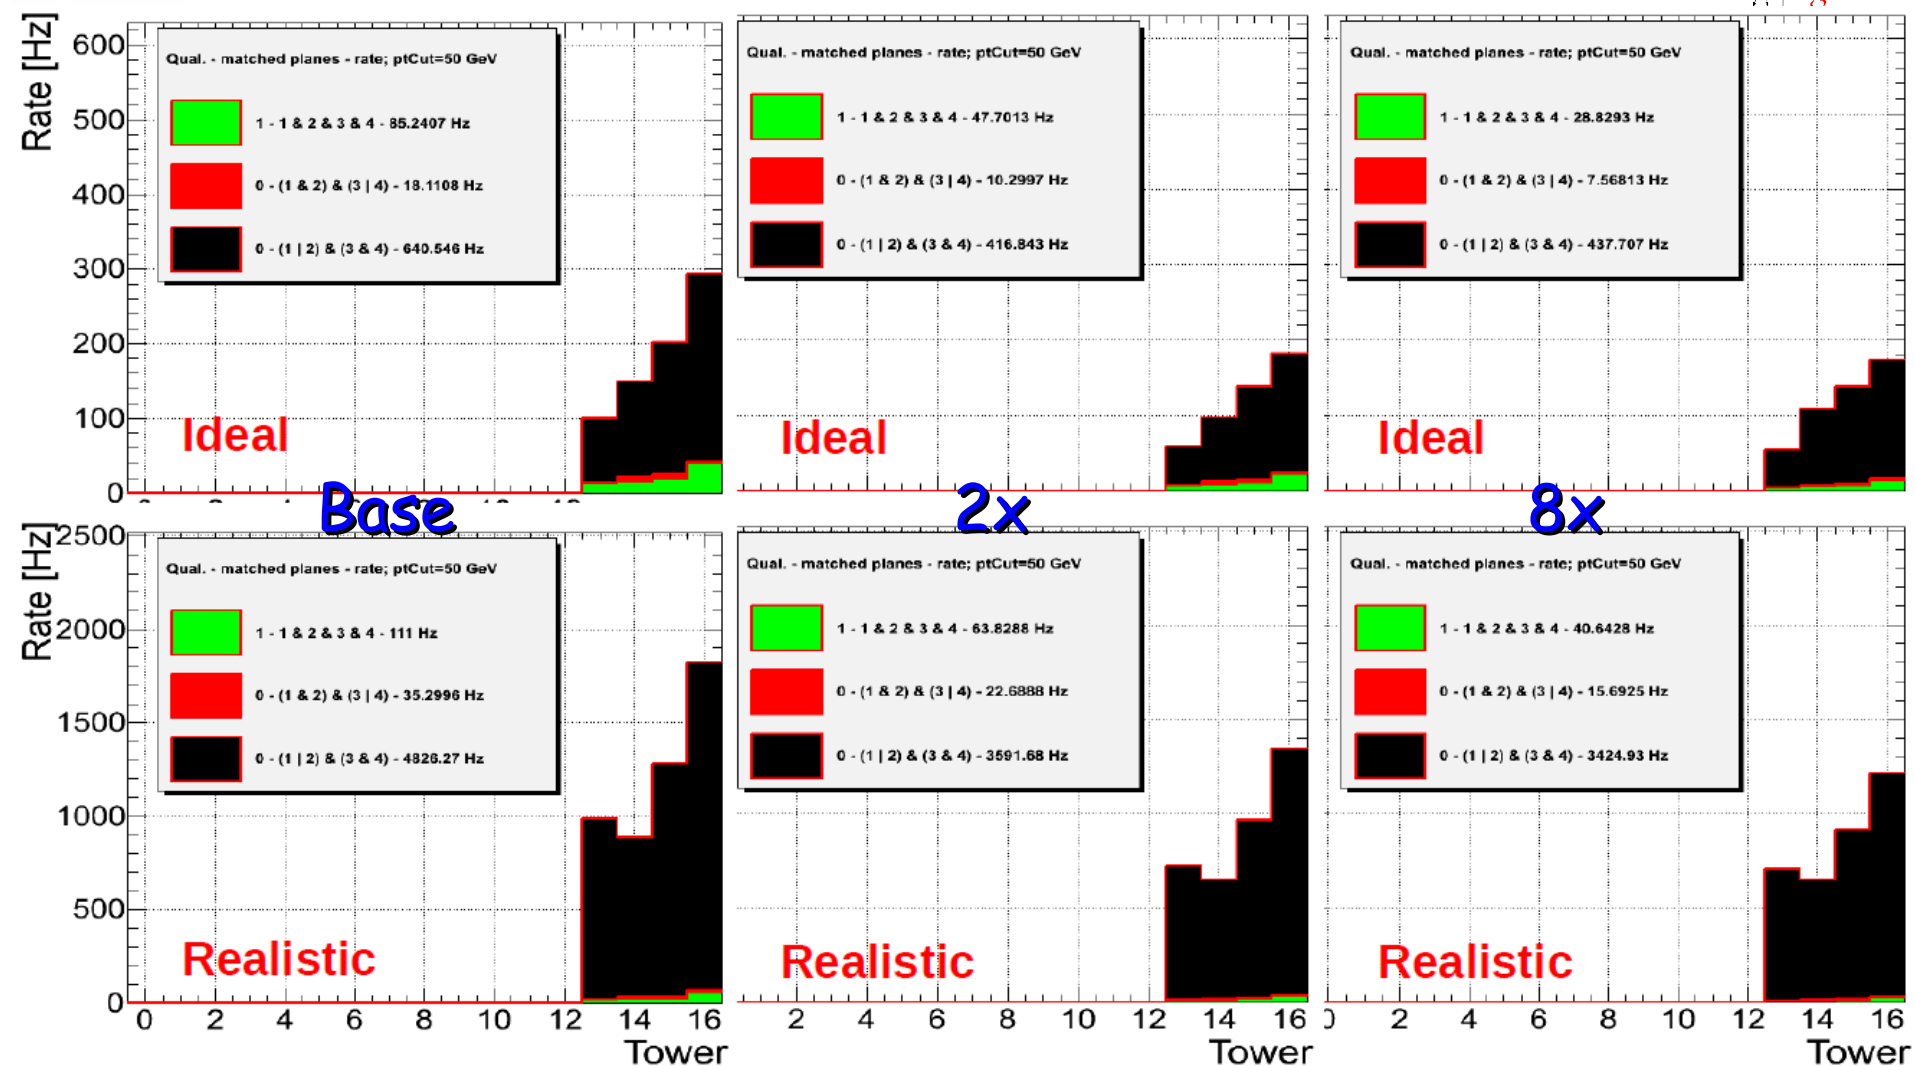 Rate [Hz]
600
500
400
300
200
100
0
Qual. - matched planes - rate; ptCut=50 GeV
1 - 1 & 2 & 3 & 4 - 85.2407 Hz
0 - (1 & 2) & (3 | 4) - 18.1108 Hz
0 - (1 | 2) & (3 & 4) - 640.546 Hz
Ideal
Base
Qual. - matched planes - rate; ptCut=50 GeV
1 - 1 & 2 & 3 & 4 - 47.7013 Hz
0 - (1 & 2) & (3 | 4) - 10.2997 Hz
0 - (1 | 2) & (3 & 4) - 416.843 Hz
Ideal
2x
Qual. - matched planes - rate; ptCut=50 GeV
1 - 1 & 2 & 3 & 4 - 28.8293 Hz
0 - (1 & 2) & (3 | 4) - 7.56813 Hz
0 - (1 | 2) & (3 & 4) - 437.707 Hz
Ideal
8x
Rate [Hz]
2500
2000
1500
1000
500
0
Qual. - matched planes - rate; ptCut=50 GeV
1 - 1 & 2 & 3 & 4 - 111 Hz
0 - (1 & 2) & (3 | 4) - 35.2996 Hz
0 - (1 | 2) & (3 & 4) - 4826.27 Hz
Realistic
0 2 4 6 8 10 12 14 16
Tower
Qual. - matched planes - rate; ptCut=50 GeV
1 - 1 & 2 & 3 & 4 - 63.8288 Hz
0 - (1 & 2) & (3 | 4) - 22.6888 Hz
0 - (1 | 2) & (3 & 4) - 3591.68 Hz
Realistic
2 4 6 8 10 12 14 16
Tower
Qual. - matched planes - rate; ptCut=50 GeV
1 - 1 & 2 & 3 & 4 - 40.6428 Hz
0 - (1 & 2) & (3 | 4) - 15.6925 Hz
0 - (1 | 2) & (3 & 4) - 3424.93 Hz
Realistic
0 2 4 6 8 10 12 14 16
Tower